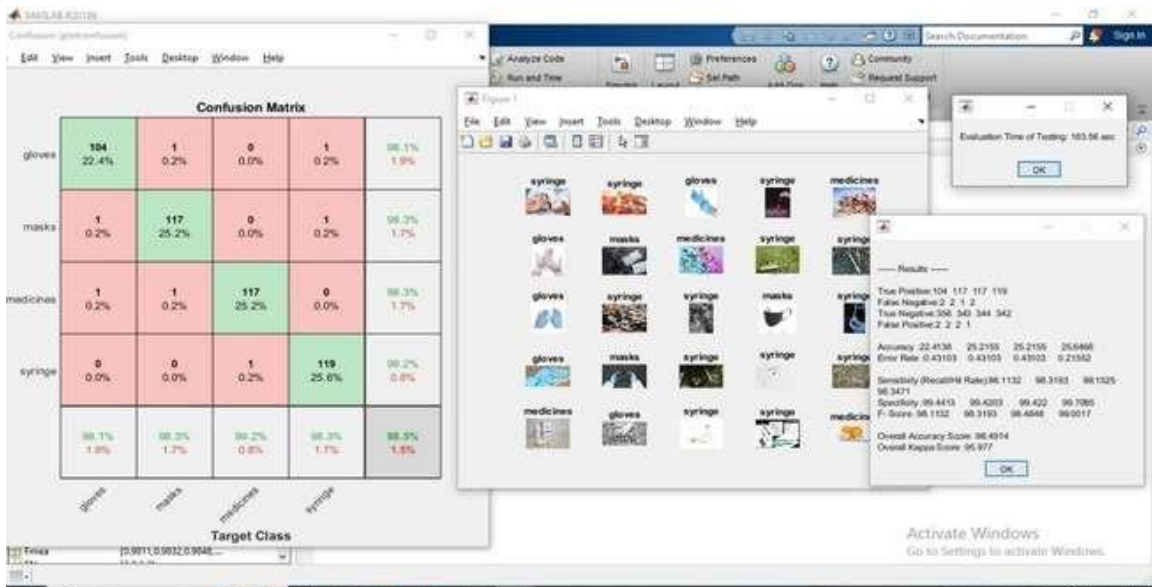 MATLAB R2019b
Confusion (plotconfusion)
Edit View Insert Tools Desktop Window Help
Confusion Matrix
gloves 104 1 0 1 98.1%
22.4% 0.2% 0.0% 0.2% 1.9%
masks 1 117 0 1 98.3%
0.2% 25.2% 0.0% 0.2% 1.7%
medicines 1 1 117 0 98.3%
0.2% 0.2% 25.2% 0.0% 1.7%
syringe 0 0 1 119 99.2%
0.0% 0.0% 0.2% 25.6% 0.8%
98.1% 98.3% 99.2% 98.3% 98.5%
1.9% 1.7% 0.8% 1.7% 1.5%
gloves masks medicines syringe
Target Class
Analyze Code
Run and Time
Preferences
Set Path
Community
Request Support
Search Documentation
Sign In
Figure 1
File Edit View Insert Tools Desktop Window Help
syringe syringe gloves syringe medicines
gloves masks medicines syringe syringe
gloves syringe syringe masks syringe
gloves masks syringe syringe syringe
medicines gloves syringe syringe medicin
Evaluation Time of Testing: 163.56 sec
OK
----- Results -----
True Positive:104 117 117 119
False Negative:2 2 1 2
True Negative:356 343 344 342
False Positive:2 2 2 1
Accuracy :22.4138 25.2155 25.2155 25.6466
Error Rate :0.43103 0.43103 0.43103 0.21552
Sensitivity (Recall/Hit Rate):98.1132 98.3193
98.3471
Specificity :99.4413 99.4203 99.422 99.7085
F- Score :98.1132 98.3193 98.4848 99.0017
Overall Accuracy Score :98.4914
Overall Kappa Score :95.977
OK
Activate Windows
Go to Settings to activate Windows.